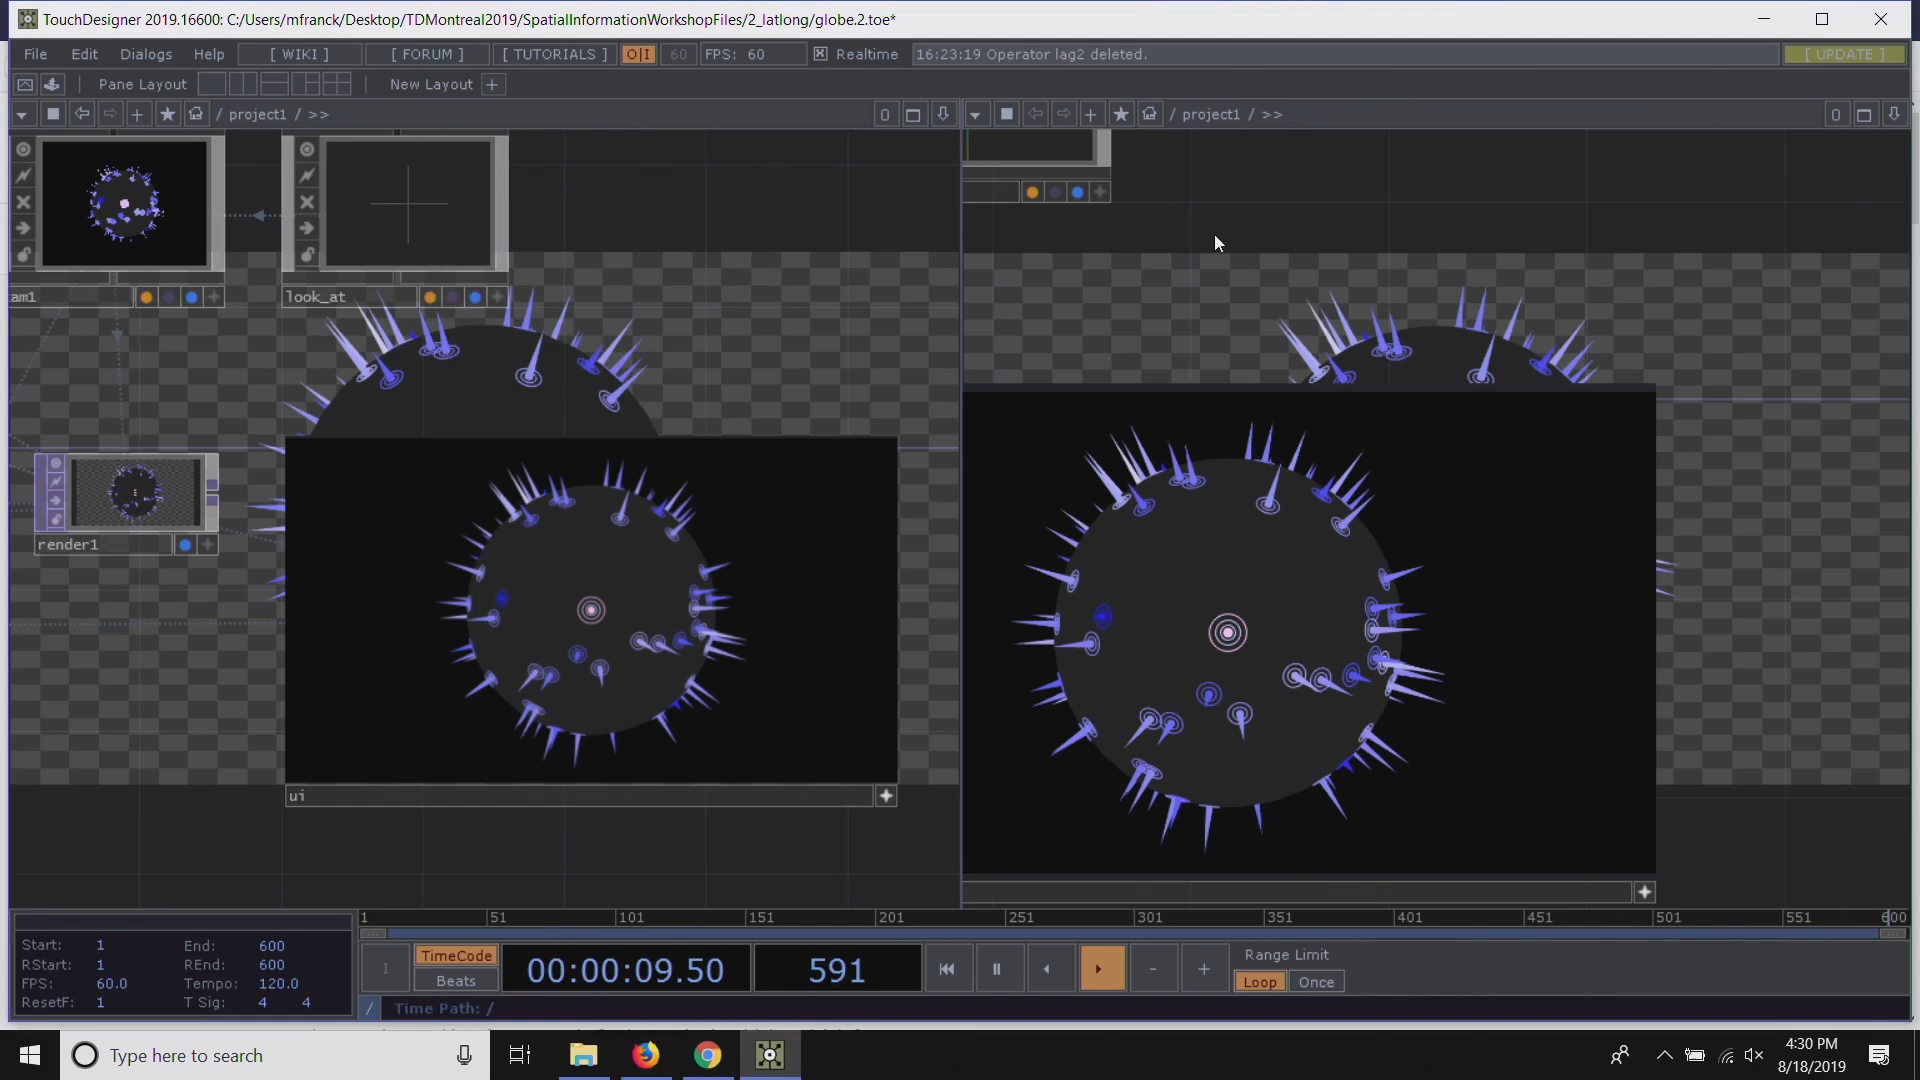 TouchDesigner 2019.16600: C:/Users/mfranck/Desktop/TDMontreal2019/SpatialInformationWorkshopFiles/2_latlong/globe.2.toe*
File Edit Dialogs Help [ WIKI ] [ FORUM ] [ TUTORIALS ] O|I 60 FPS: 60 Realtime 16:23:19 Operator lag2 deleted. [ UPDATE ]
Pane Layout New Layout +
/ project1 / >> 0 / project1 / >> 0
am1 look_at
render1
ui
1 51 101 151 201 251 301 351 401 451 501 551 600
Start: 1 End: 600
RStart: 1 REnd: 600
FPS: 60.0 Tempo: 120.0
ResetF: 1 T Sig: 4 4
I TimeCode
Beats
00:00:09.50 591
- +
Range Limit
Loop Once
/ Time Path: /
Type here to search
4:30 PM
8/18/2019